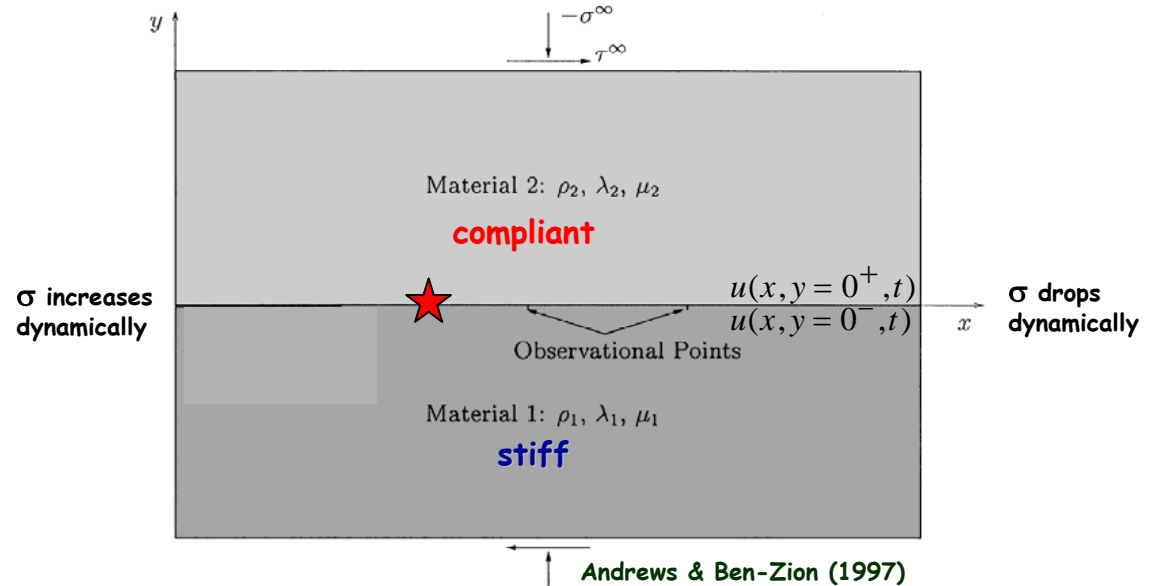 y
−σ^∞
τ^∞
Material 2: ρ₂, λ₂, μ₂
compliant
σ increases
dynamically
u(x, y = 0⁺, t)
u(x, y = 0⁻, t)
x
σ drops
dynamically
Observational Points
Material 1: ρ₁, λ₁, μ₁
stiff
Andrews & Ben-Zion (1997)